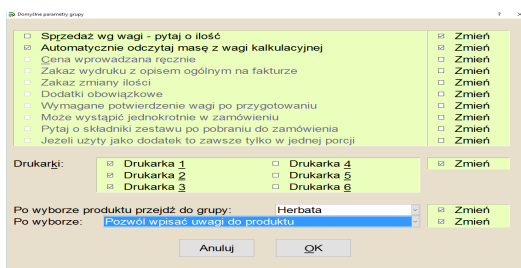 Domyślne parametry grupy ? ×
Sprzedaż wg wagi - pytaj o ilość Zmień
Automatycznie odczytaj masę z wagi kalkulacyjnej Zmień
Cena wprowadzana ręcznie Zmień
Zakaz wydruku z opisem ogólnym na fakturze Zmień
Zakaz zmiany ilości Zmień
Dodatki obowiązkowe Zmień
Wymagane potwierdzenie wagi po przygotowaniu Zmień
Może wystąpić jednokrotnie w zamówieniu Zmień
Pytaj o składniki zestawu po pobraniu do zamówienia Zmień
Jeżeli użyty jako dodatek to zawsze tylko w jednej porcji Zmień
Drukarki: Drukarka 1 Drukarka 4 Zmień
Drukarka 2 Drukarka 5
Drukarka 3 Drukarka 6
Po wyborze produktu przejdź do grupy: Herbata Zmień
Po wyborze: Pozwól wpisać uwagi do produktu Zmień
Anuluj OK